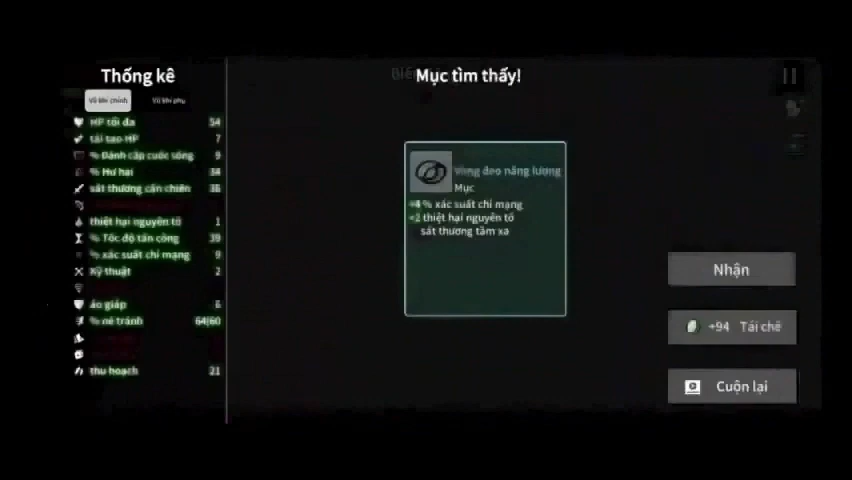 Thống kê
Mục tìm thấy!
Vũ khí chính
Vũ khí phụ
HP tối đa 54
tái tạo HP 7
% Đánh cắp cuộc sống 9
% Hư hại 34
sát thương cận chiến 36
thiệt hại nguyên tố 1
% Tốc độ tấn công 39
% xác suất chí mạng 9
Kỹ thuật 2
áo giáp 6
% né tránh 64|60
thu hoạch 21
Vòng đeo năng lượng
Mục
+4 % xác suất chí mạng
+2 thiệt hại nguyên tố
sát thương tầm xa
Nhận
+94 Tái chế
Cuộn lại